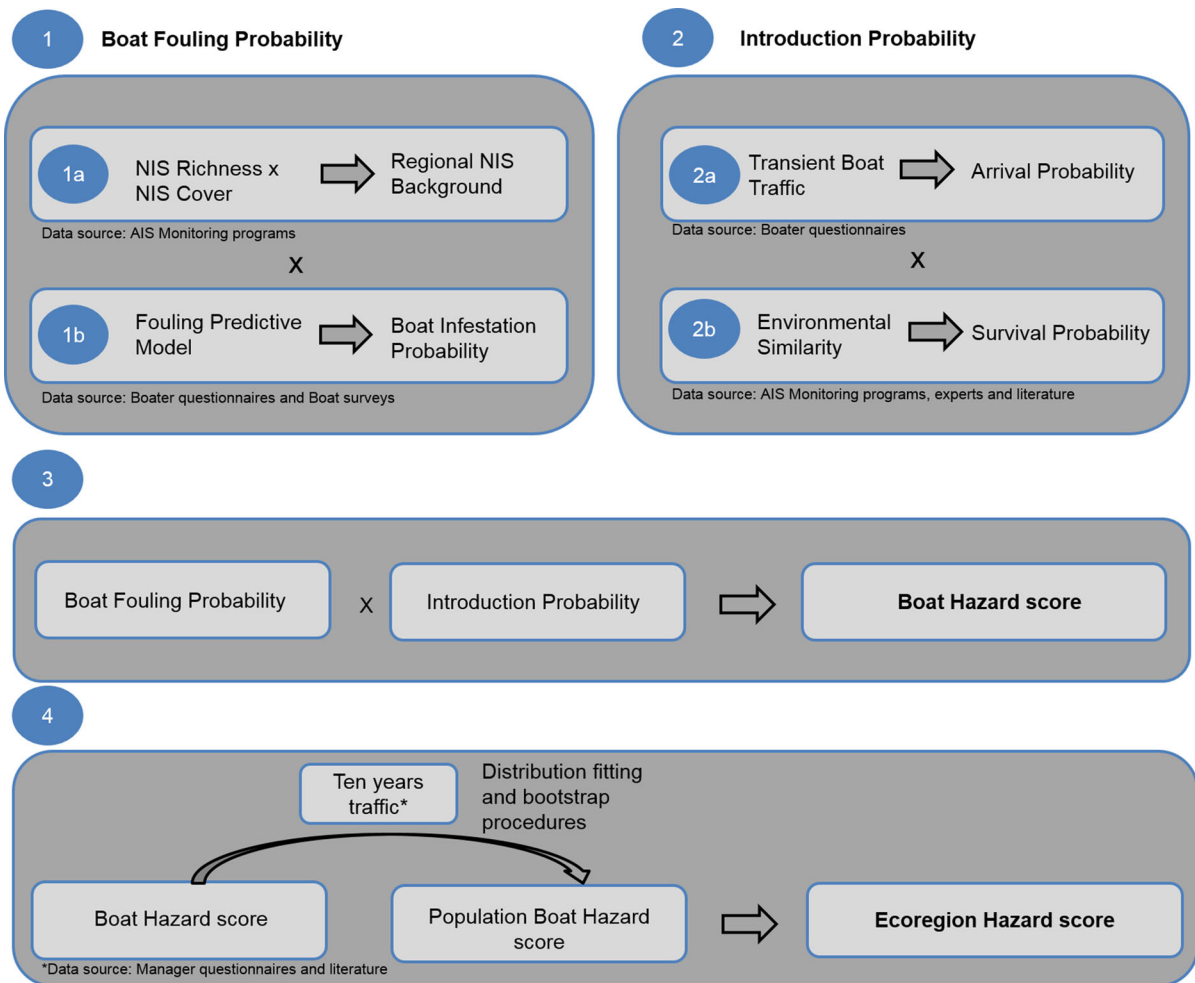 1
Boat Fouling Probability
1a
NIS Richness x
NIS Cover
Regional NIS
Background
Data source: AIS Monitoring programs
X
1b
Fouling Predictive
Model
Boat Infestation
Probability
Data source: Boater questionnaires and Boat surveys
2
Introduction Probability
2a
Transient Boat
Traffic
Arrival Probability
Data source: Boater questionnaires
X
2b
Environmental
Similarity
Survival Probability
Data source: AIS Monitoring programs, experts and literature
3
Boat Fouling Probability
X
Introduction Probability
Boat Hazard score
4
Ten years
traffic*
Distribution fitting
and bootstrap
procedures
Boat Hazard score
Population Boat Hazard
score
Ecoregion Hazard score
*Data source: Manager questionnaires and literature